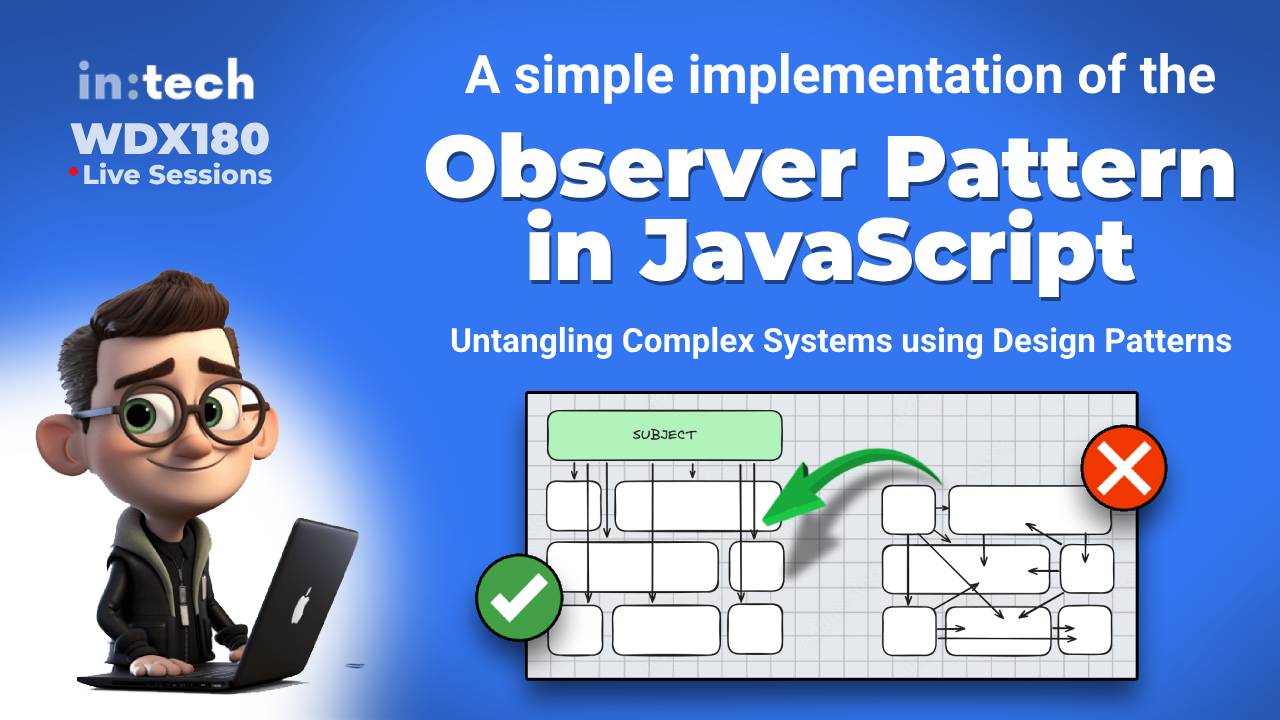 in:tech
WDX180
Live Sessions
A simple implementation of the
Observer Pattern
in JavaScript
Untangling Complex Systems using Design Patterns
SUBJECT